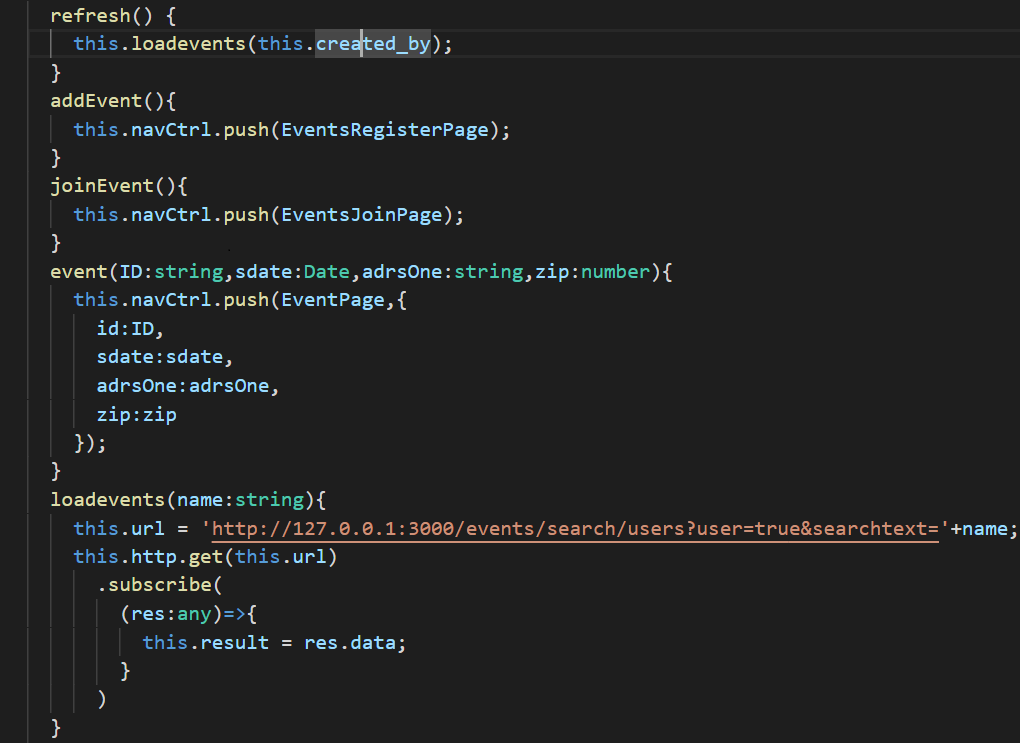 refresh() {
this.loadevents(this.created_by);
}
addEvent(){
this.navCtrl.push(EventsRegisterPage);
}
joinEvent(){
this.navCtrl.push(EventsJoinPage);
}
event(ID:string,sdate:Date,adrsOne:string,zip:number){
this.navCtrl.push(EventPage,{
id:ID,
sdate:sdate,
adrsOne:adrsOne,
zip:zip
});
}
loadevents(name:string){
this.url = 'http://127.0.0.1:3000/events/search/users?user=true&searchtext='+name;
this.http.get(this.url)
.subscribe(
(res:any)=>{
this.result = res.data;
}
)
}